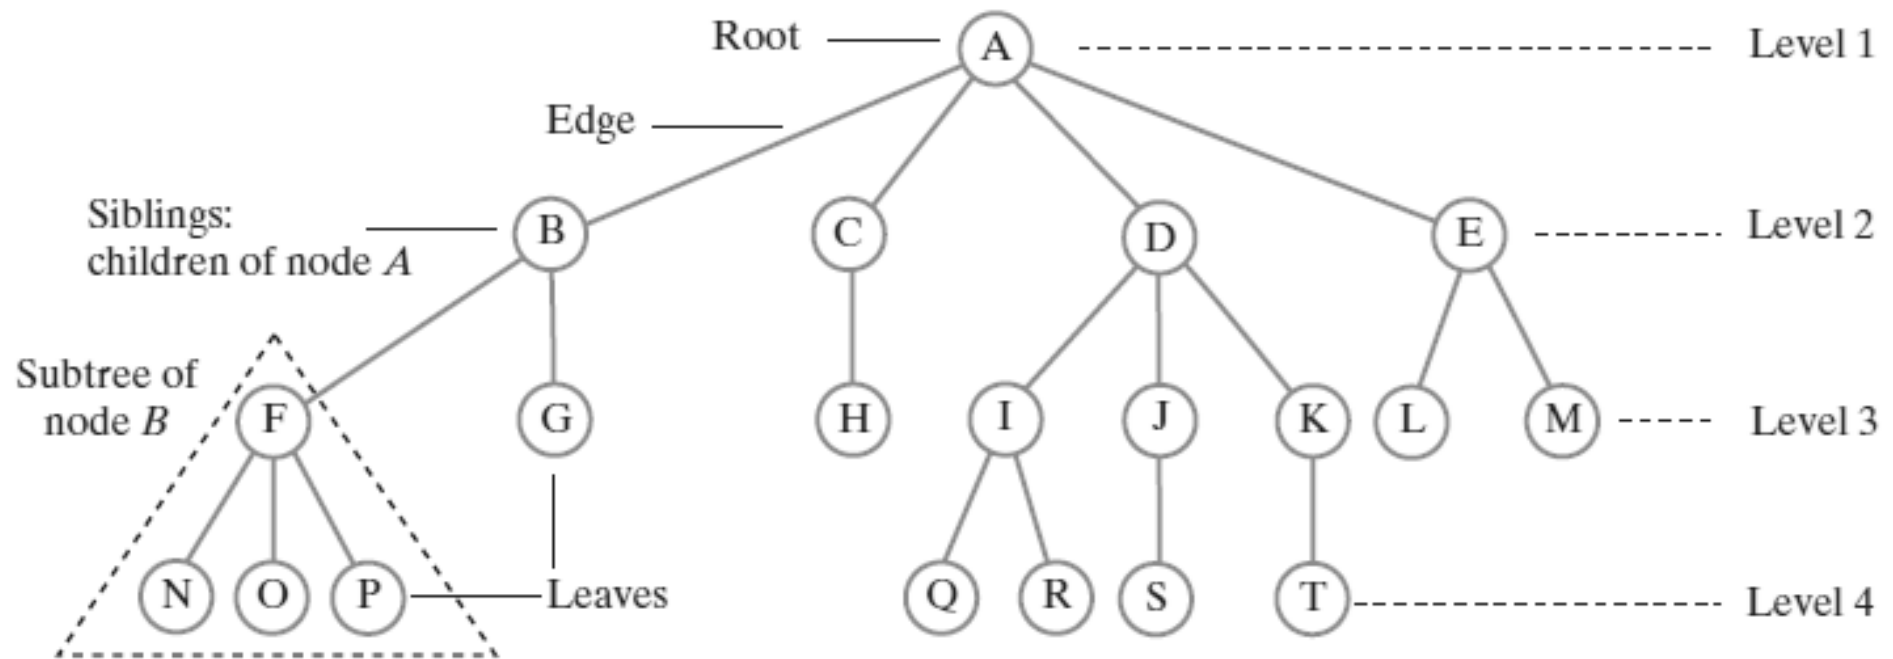 Root A Level 1
Edge
Siblings:
children of node A
B C D E Level 2
Subtree of
node B
F G H I J K L M Level 3
N O P Leaves Q R S T Level 4